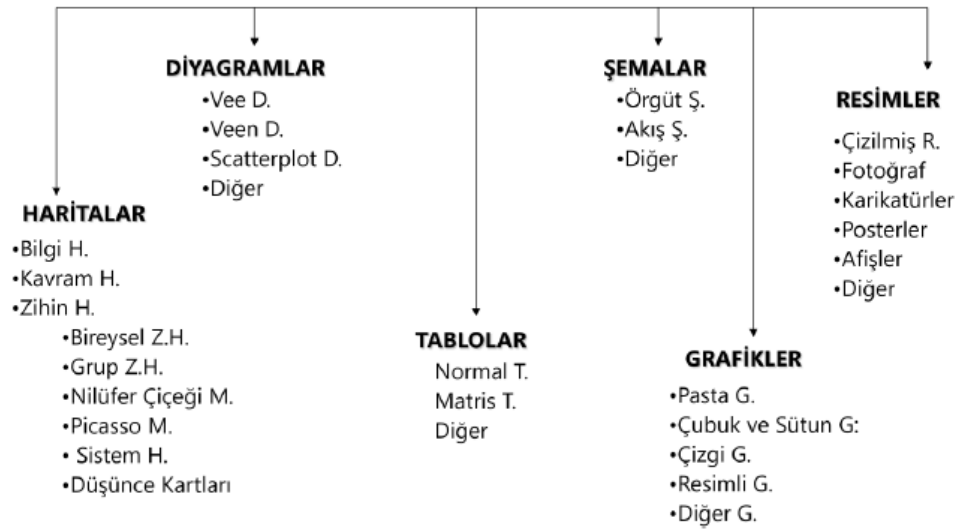 DİYAGRAMLAR
•Vee D.
•Veen D.
•Scatterplot D.
•Diğer
ŞEMALAR
•Örgüt Ş.
•Akış Ş.
•Diğer
RESİMLER
•Çizilmiş R.
•Fotoğraf
•Karikatürler
•Posterler
•Afişler
•Diğer
HARİTALAR
•Bilgi H.
•Kavram H.
•Zihin H.
•Bireysel Z.H.
•Grup Z.H.
•Nilüfer Çiçeği M.
•Picasso M.
• Sistem H.
•Düşünce Kartları
TABLOLAR
Normal T.
Matris T.
Diğer
GRAFİKLER
•Pasta G.
•Çubuk ve Sütun G:
•Çizgi G.
•Resimli G.
•Diğer G.